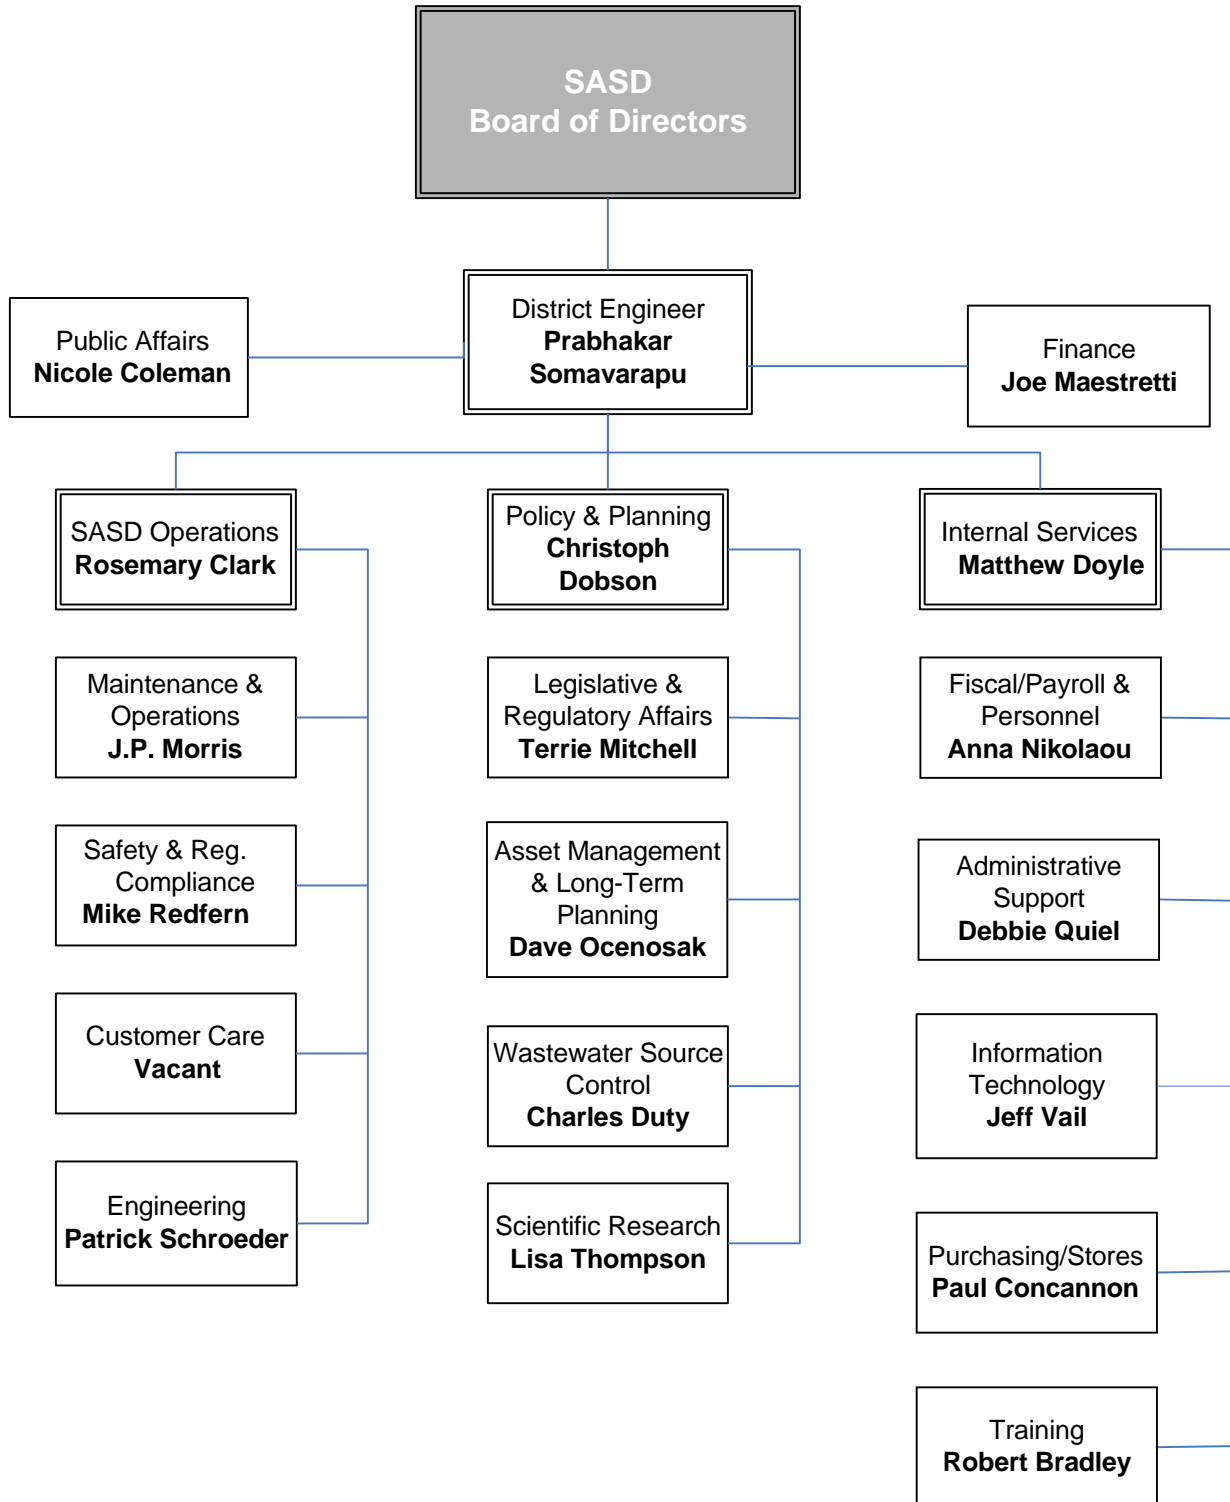 SASD
Board of Directors
District Engineer
Prabhakar
Somavarapu
Public Affairs
Nicole Coleman
Finance
Joe Maestretti
SASD Operations
Rosemary Clark
Policy & Planning
Christoph
Dobson
Internal Services
Matthew Doyle
Maintenance &
Operations
J.P. Morris
Legislative &
Regulatory Affairs
Terrie Mitchell
Fiscal/Payroll &
Personnel
Anna Nikolaou
Safety & Reg.
Compliance
Mike Redfern
Asset Management
& Long-Term
Planning
Dave Ocenosak
Administrative
Support
Debbie Quiel
Customer Care
Vacant
Wastewater Source
Control
Charles Duty
Information
Technology
Jeff Vail
Engineering
Patrick Schroeder
Scientific Research
Lisa Thompson
Purchasing/Stores
Paul Concannon
Training
Robert Bradley